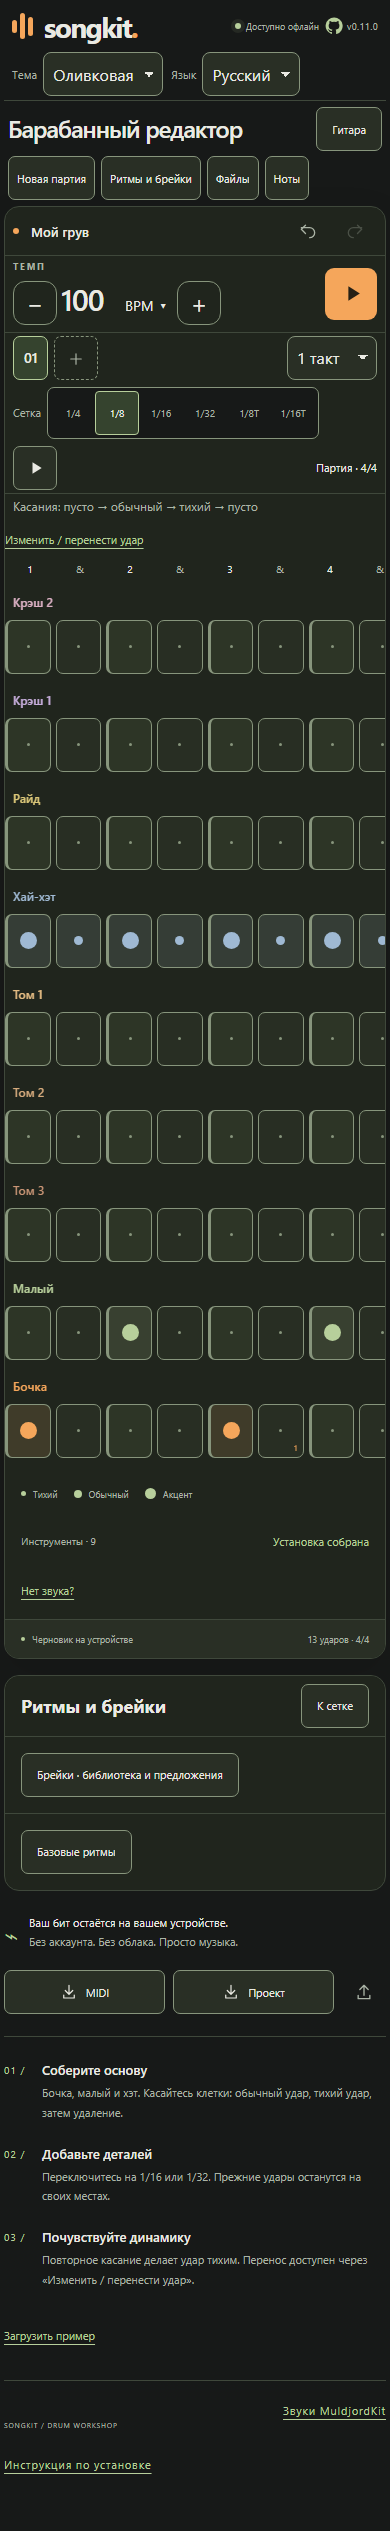 songkit.
Доступно офлайн v0.11.0
Тема Оливковая Язык Русский
Барабанный редактор
Гитара
Новая партия Ритмы и брейки Файлы Ноты
Мой грув
ТЕМП
− 100 BPM ▾ +
01 + 1 такт
Сетка 1/4 1/8 1/16 1/32 1/8T 1/16T
Партия · 4/4
Касания: пусто → обычный → тихий → пусто
Изменить / перенести удар
1 & 2 & 3 & 4 &
Крэш 2
Крэш 1
Райд
Хай-хэт
Том 1
Том 2
Том 3
Малый
Бочка
1
Тихий Обычный Акцент
Инструменты · 9 Установка собрана
Нет звука?
Черновик на устройстве 13 ударов · 4/4
Ритмы и брейки К сетке
Брейки · библиотека и предложения
Базовые ритмы
Ваш бит остаётся на вашем устройстве.
Без аккаунта. Без облака. Просто музыка.
MIDI Проект
01 / Соберите основу
Бочка, малый и хэт. Касайтесь клетки: обычный удар, тихий удар,
затем удаление.
02 / Добавьте деталей
Переключитесь на 1/16 или 1/32. Прежние удары останутся на
своих местах.
03 / Почувствуйте динамику
Повторное касание делает удар тихим. Перенос доступен через
«Изменить / перенести удар».
Загрузить пример
Звуки MuldjordKit
SONGKIT / DRUM WORKSHOP
Инструкция по установке